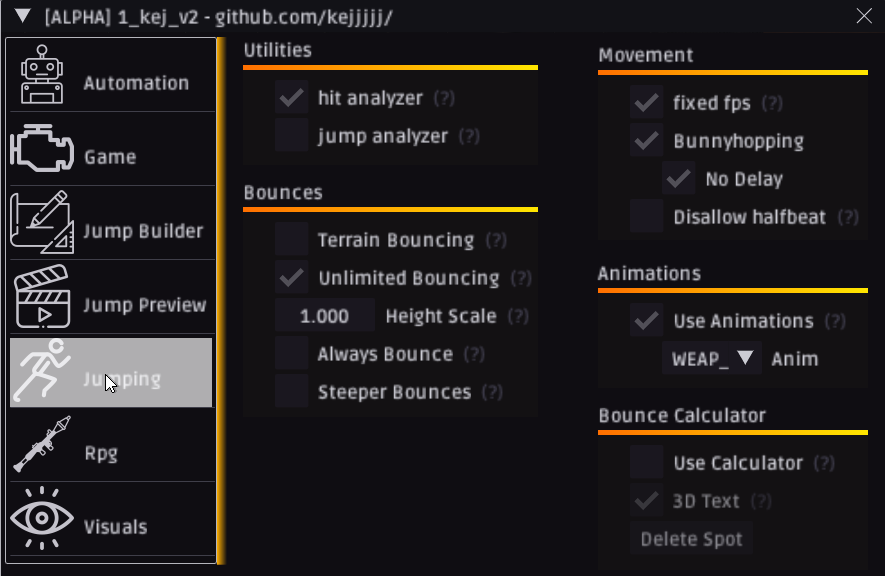 [ALPHA] 1_kej_v2 - github.com/kejjjjj/
Automation
Game
Jump Builder
Jump Preview
Jumping
Rpg
Visuals
Utilities
hit analyzer (?)
jump analyzer (?)
Bounces
Terrain Bouncing (?)
Unlimited Bouncing (?)
1.000 Height Scale (?)
Always Bounce (?)
Steeper Bounces (?)
Movement
fixed fps (?)
Bunnyhopping
No Delay
Disallow halfbeat (?)
Animations
Use Animations (?)
WEAP_ Anim
Bounce Calculator
Use Calculator (?)
3D Text (?)
Delete Spot